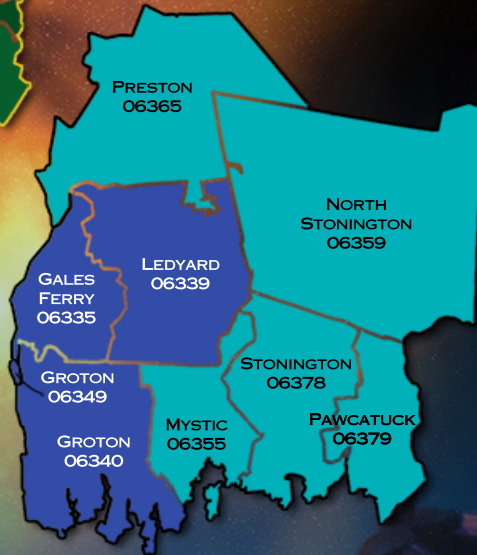 PRESTON
06365
NORTH
STONINGTON
06359
LEDYARD
06339
GALES
FERRY
06335
STONINGTON
06378
GROTON
06349
PAWCATUCK
06379
MYSTIC
06355
GROTON
06340